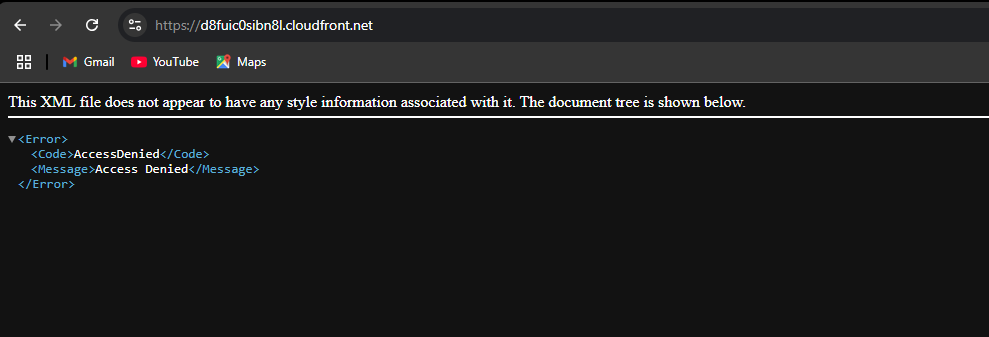 https://d8fuic0sibn8l.cloudfront.net
Gmail YouTube Maps
This XML file does not appear to have any style information associated with it. The document tree is shown below.
▼<Error>
<Code>AccessDenied</Code>
<Message>Access Denied</Message>
</Error>